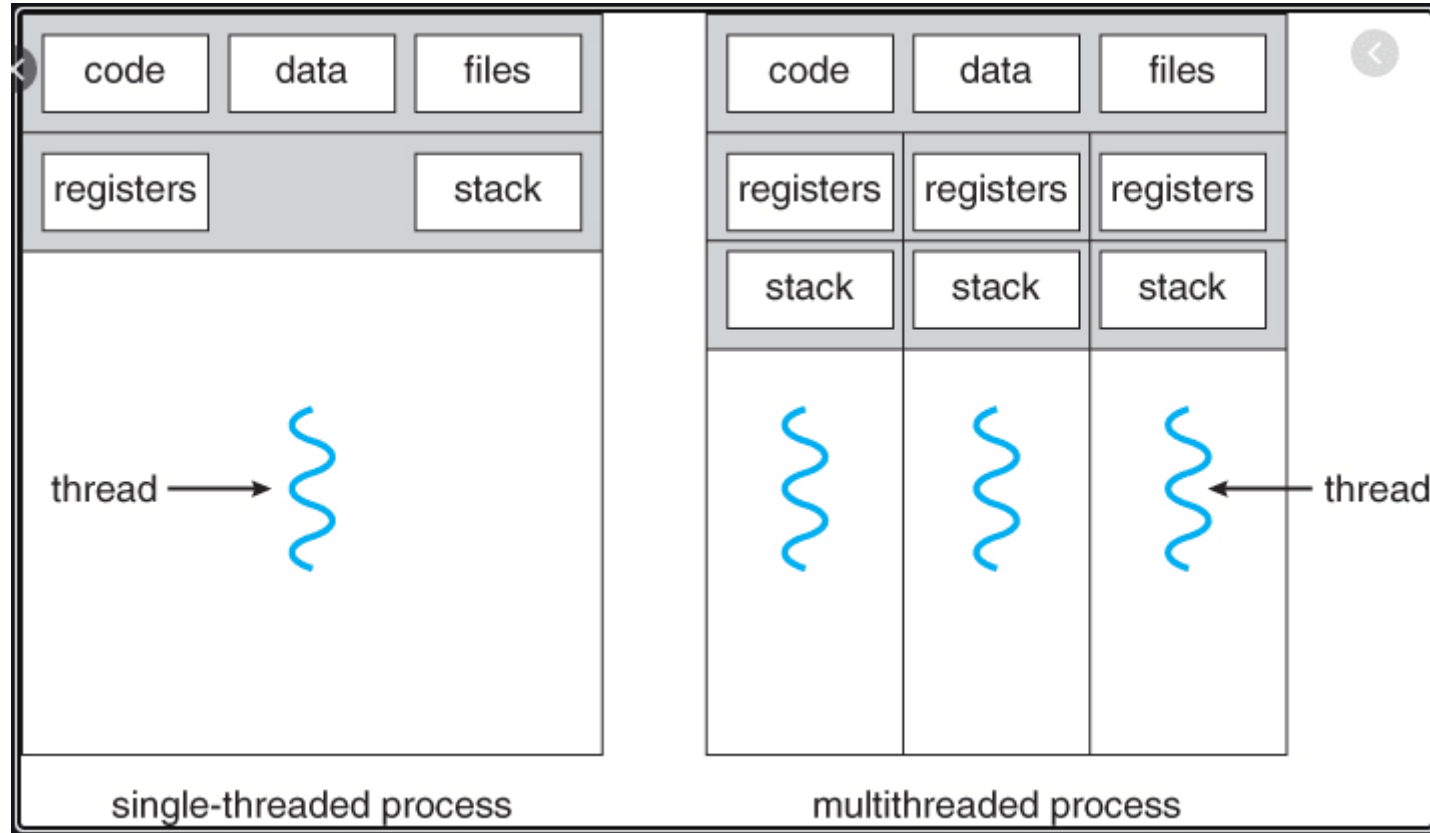 code data files
registers stack
thread
single-threaded process
code data files
registers registers registers
stack stack stack
thread
multithreaded process